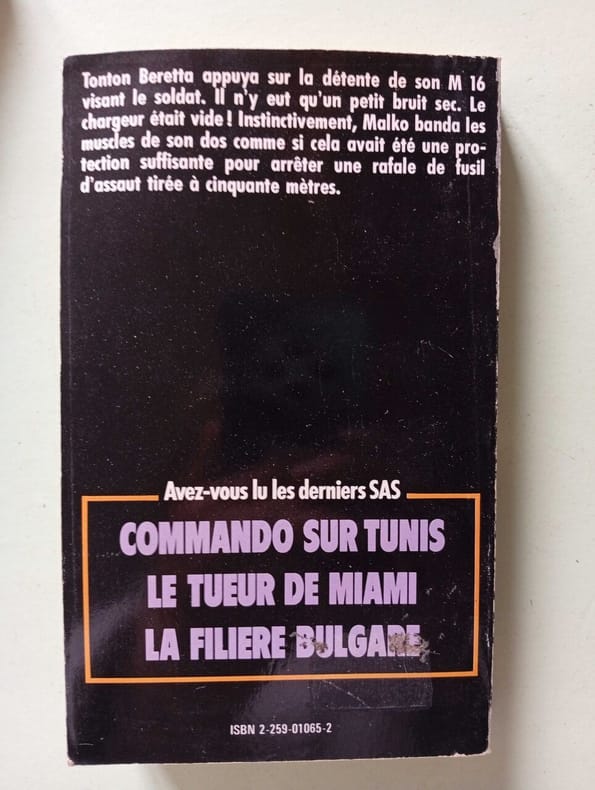 Tonton Beretta appuya sur la détente de son M 16
visant le soldat. Il n'y eut qu'un petit bruit sec. Le
chargeur était vide ! Instinctivement, Malko banda les
muscles de son dos comme si cela avait été une pro-
tection suffisante pour arrêter une rafale de fusil
d'assaut tirée à cinquante mètres.
Avez-vous lu les derniers SAS
COMMANDO SUR TUNIS
LE TUEUR DE MIAMI
LA FILIERE BULGARE
ISBN 2-259-01065-2